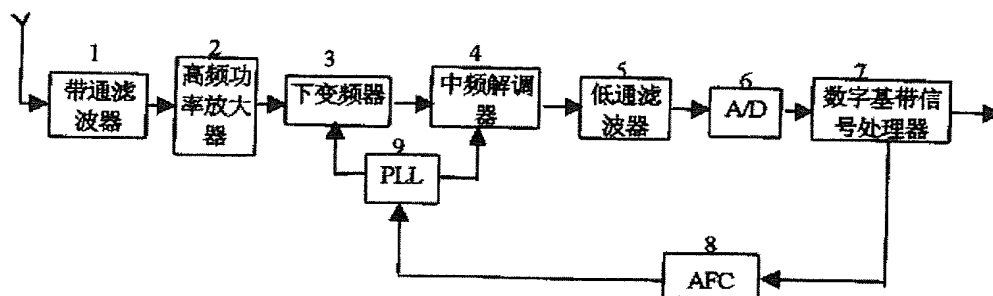 1
带通滤
波器
2
高频功
率放大
器
3
下变频器
4
中频解调
器
5
低通滤
波器
6
A/D
7
数字基带信
号处理器
9
PLL
8
AFC